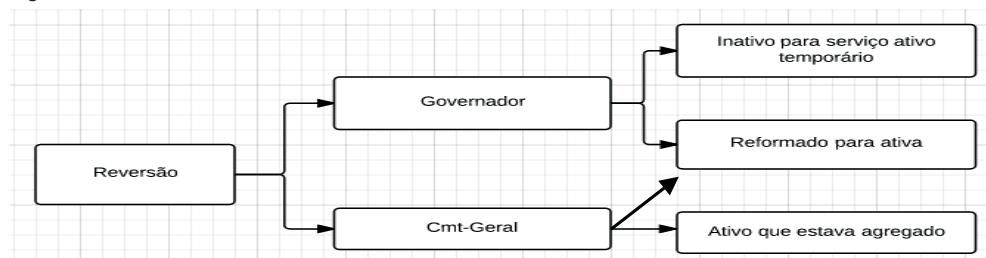 Inativo para serviço ativo
temporário
Governador
Reformado para ativa
Reversão
Cmt-Geral
Ativo que estava agregado